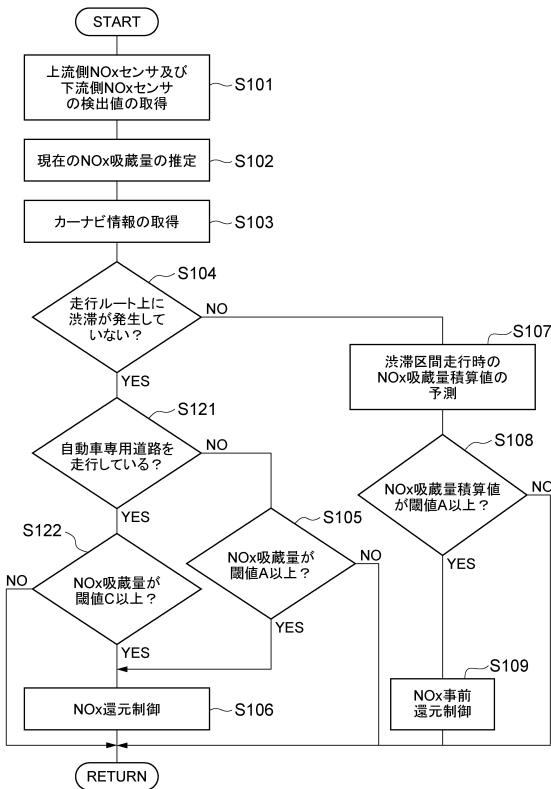 START
上流側NOxセンサ及び
下流側NOxセンサ
の検出値の取得
S101
現在のNOx吸蔵量の推定
S102
カーナビ情報の取得
S103
S104
走行ルート上に
渋滞が発生して
いない？
NO
YES
S107
渋滞区間走行時の
NOx吸蔵量積算値の
予測
S121
自動車専用道路を
走行している？
NO
YES
S108
NOx吸蔵量積算値
が閾値A以上？
NO
YES
S122
NOx吸蔵量が
閾値C以上？
NO
YES
S105
NOx吸蔵量が
閾値A以上？
NO
YES
NOx還元制御
S106
S109
NOx事前
還元制御
RETURN